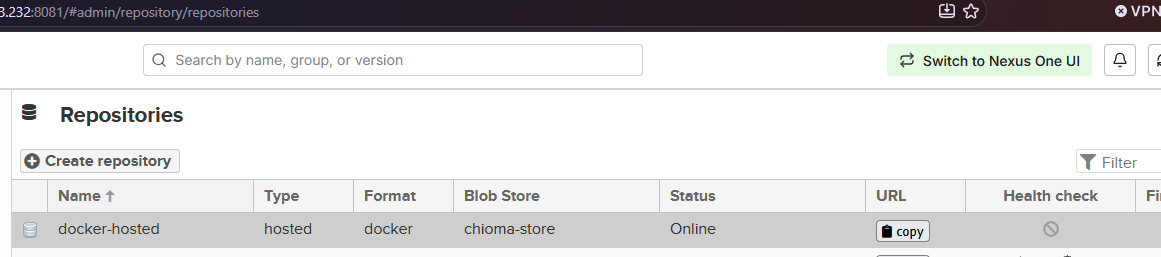 3.232:8081/#admin/repository/repositories
VPN
Search by name, group, or version
Switch to Nexus One UI
Repositories
Create repository
Filter
Name Type Format Blob Store Status URL Health check
docker-hosted hosted docker chioma-store Online copy